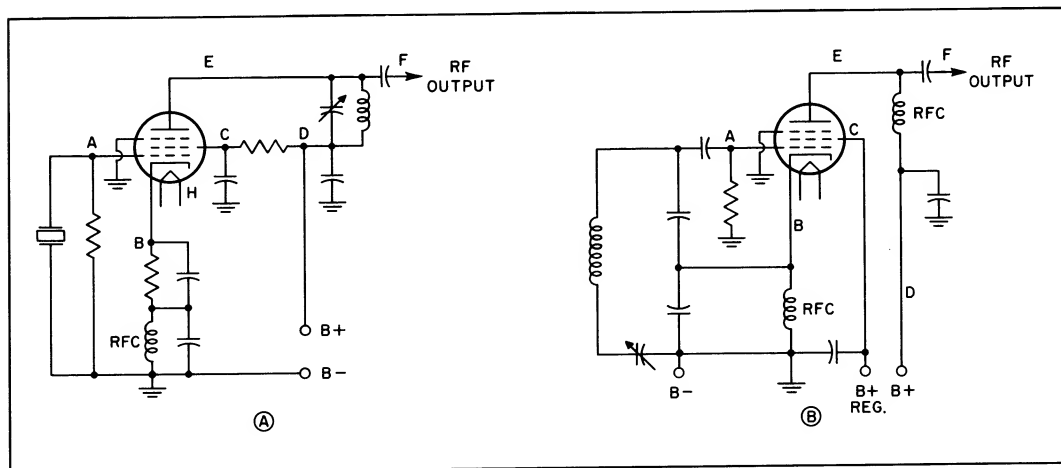 E
F
RF
OUTPUT
A
C
D
H
B
RFC
B+
B-
Ⓐ
E
F
RF
OUTPUT
RFC
A
C
B
D
RFC
B-
B+
REG.
B+
Ⓑ